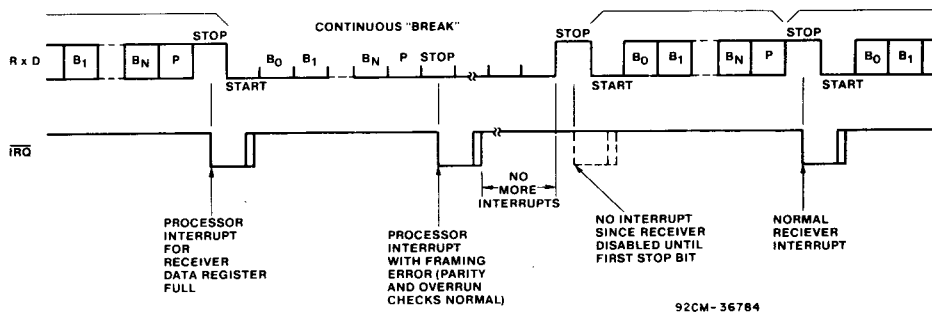 CONTINUOUS "BREAK"
STOP
STOP
STOP
R x D
B1
BN
P
B0
B1
BN
P
STOP
B0
B1
BN
P
B0
B1
START
START
START
IRQ
NO
MORE
INTERRUPTS
PROCESSOR
INTERRUPT
FOR
RECEIVER
DATA REGISTER
FULL
PROCESSOR
INTERRUPT
WITH FRAMING
ERROR (PARITY
AND OVERRUN
CHECKS NORMAL)
NO INTERRUPT
SINCE RECEIVER
DISABLED UNTIL
FIRST STOP BIT
NORMAL
RECIEVER
INTERRUPT
92CM-36784